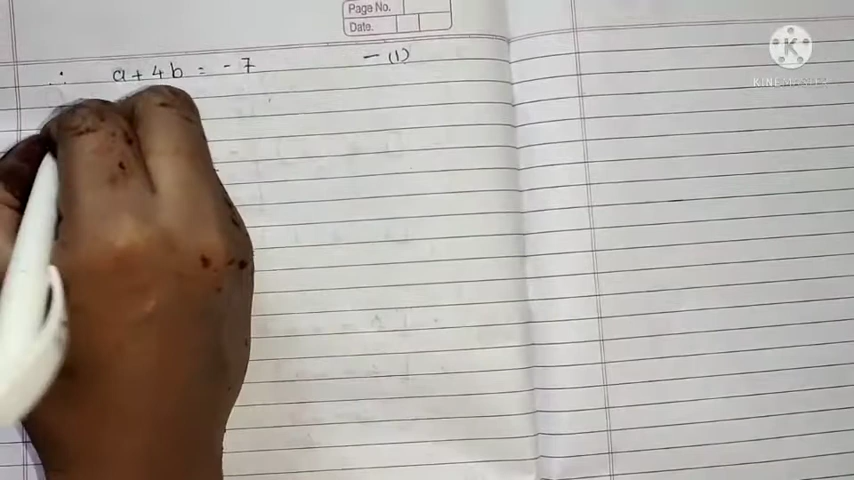 Page No.
Date
∴ a + 4b = -7 — (1)
K
KINEMASTER